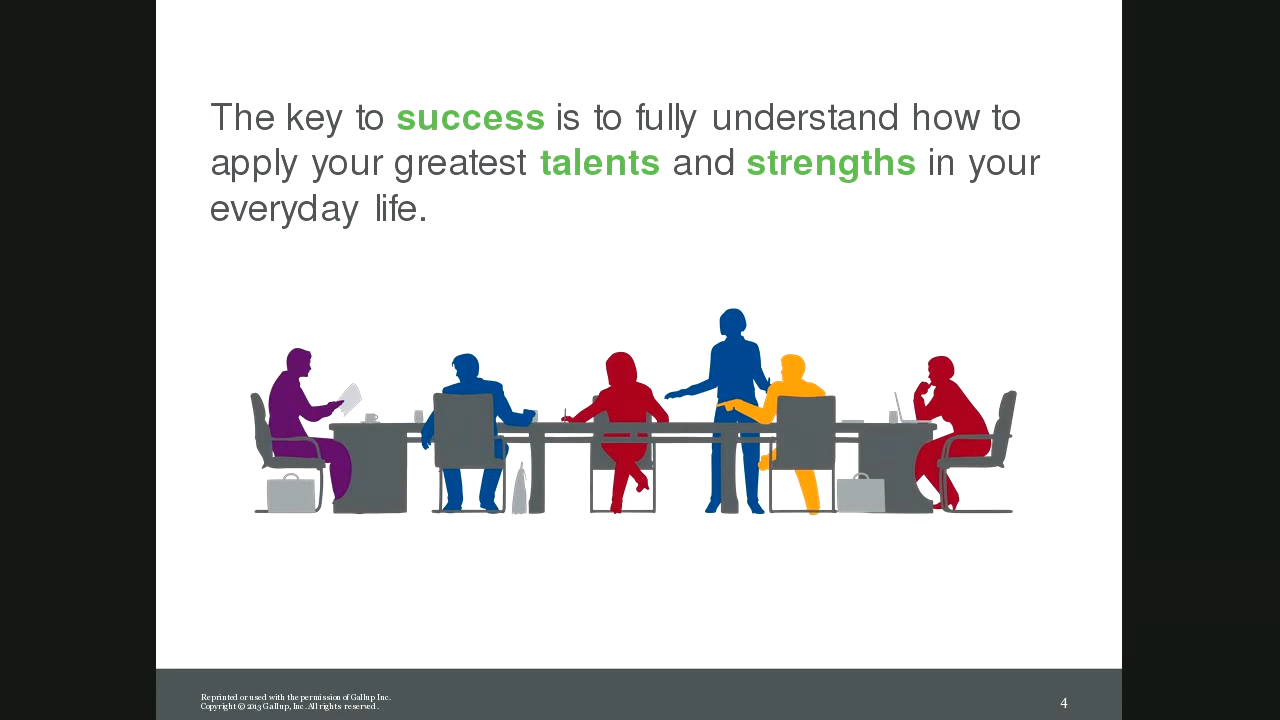 The key to success is to fully understand how to
apply your greatest talents and strengths in your
everyday life.
Reprinted or used with the permission of Gallup Inc.
Copyright © 2013 Gallup, Inc. All rights reserved.
4